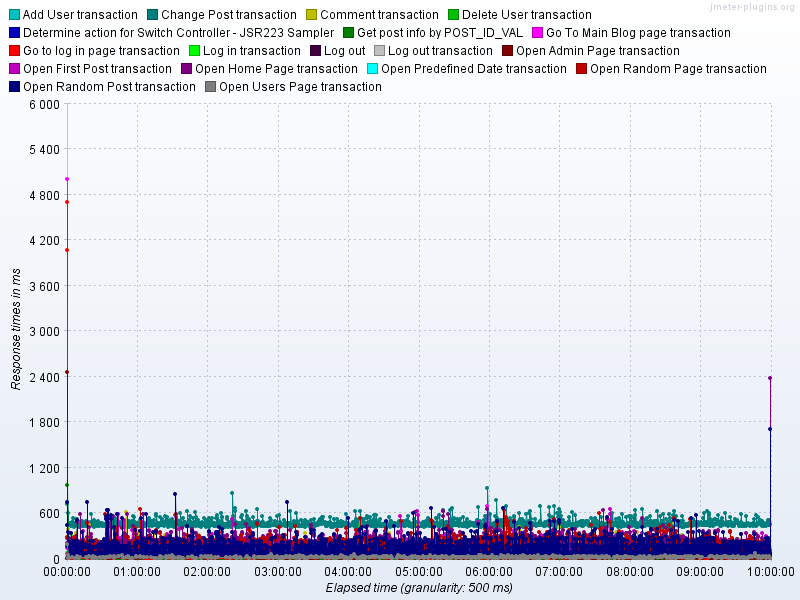 jmeter-plugins.org
Add User transaction Change Post transaction Comment transaction Delete User transaction
Determine action for Switch Controller - JSR223 Sampler Get post info by POST_ID_VAL Go To Main Blog page transaction
Go to log in page transaction Log in transaction Log out Log out transaction Open Admin Page transaction
Open First Post transaction Open Home Page transaction Open Predefined Date transaction Open Random Page transaction
Open Random Post transaction Open Users Page transaction
6 000
5 400
4 800
4 200
3 600
3 000
2 400
1 800
1 200
600
0
Response times in ms
00:00:00 01:00:00 02:00:00 03:00:00 04:00:00 05:00:00 06:00:00 07:00:00 08:00:00 09:00:00 10:00:00
Elapsed time (granularity: 500 ms)